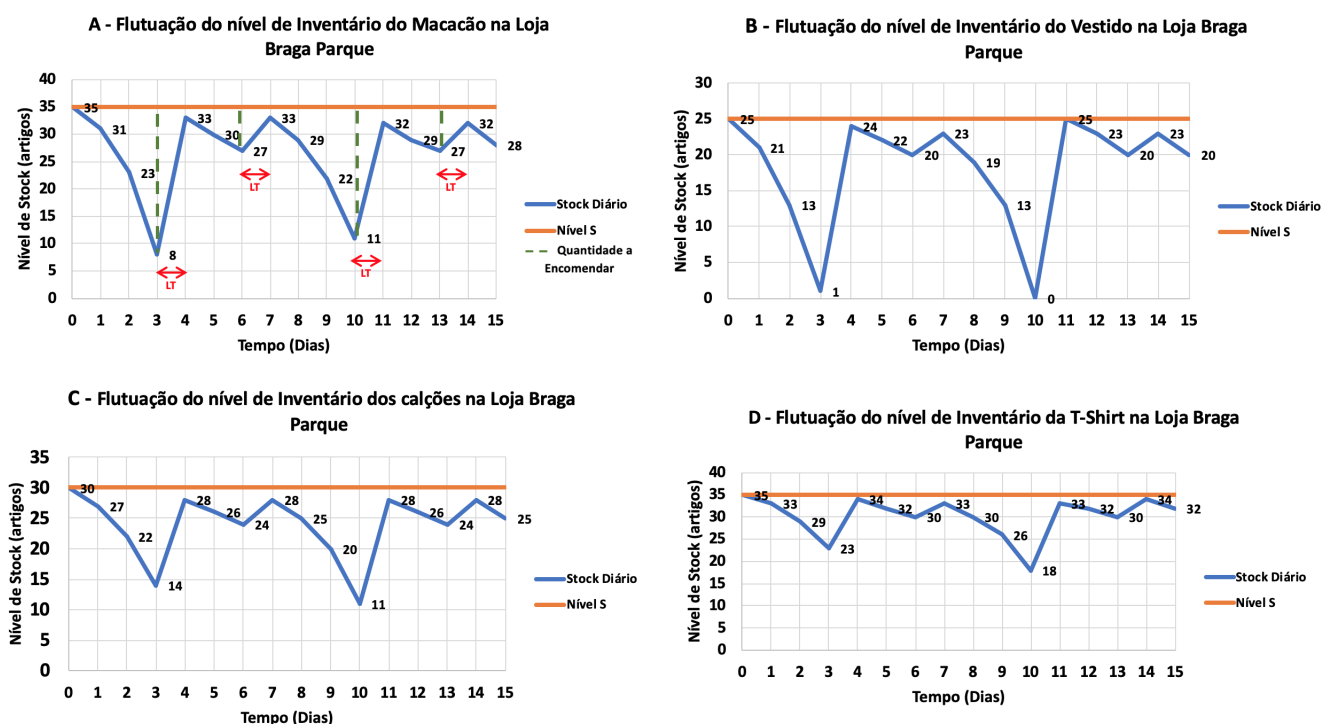 A - Flutuação do nível de Inventário do Macacão na Loja
Braga Parque
Nível de Stock (artigos)
40
35
30
25
20
15
10
5
0
35
31
23
8
33
30
27
33
29
22
11
32
29
27
32
28
LT
LT
LT
LT
0 1 2 3 4 5 6 7 8 9 10 11 12 13 14 15
Tempo (Dias)
Stock Diário
Nível S
Quantidade a
Encomendar
B - Flutuação do nível de Inventário do Vestido na Loja Braga
Parque
Nível de Stock (artigos)
30
25
20
15
10
5
0
25
21
13
1
24
22
20
23
19
13
0
25
23
20
23
20
0 1 2 3 4 5 6 7 8 9 10 11 12 13 14 15
Tempo (Dias)
Stock Diário
Nível S
C - Flutuação do nível de Inventário dos calções na Loja Braga
Parque
Nível de Stock (artigos)
35
30
25
20
15
10
5
0
30
27
22
14
28
26
24
28
25
20
11
28
26
24
28
25
0 1 2 3 4 5 6 7 8 9 10 11 12 13 14 15
Tempo (Dias)
Stock Diário
Nível S
D - Flutuação do nível de Inventário da T-Shirt na Loja Braga
Parque
Nível de Stock (artigos)
40
35
30
25
20
15
10
5
0
35
33
29
23
34
32
30
33
30
26
18
33
32
30
34
32
0 1 2 3 4 5 6 7 8 9 10 11 12 13 14 15
Tempo (Dias)
Stock Diário
Nível S